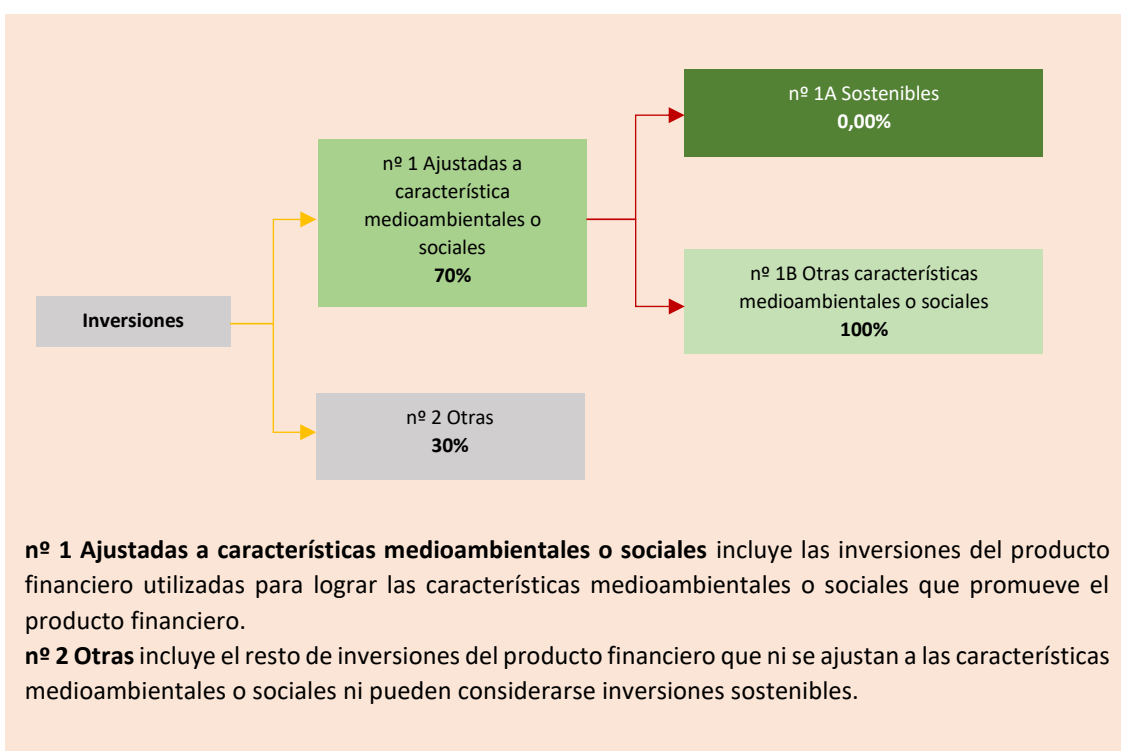 nº 1A Sostenibles
0,00%
nº 1 Ajustadas a
característica
medioambientales o
sociales
70%
nº 1B Otras características
medioambientales o sociales
100%
Inversiones
nº 2 Otras
30%
nº 1 Ajustadas a características medioambientales o sociales incluye las inversiones del producto
financiero utilizadas para lograr las características medioambientales o sociales que promueve el
producto financiero.
nº 2 Otras incluye el resto de inversiones del producto financiero que ni se ajustan a las características
medioambientales o sociales ni pueden considerarse inversiones sostenibles.